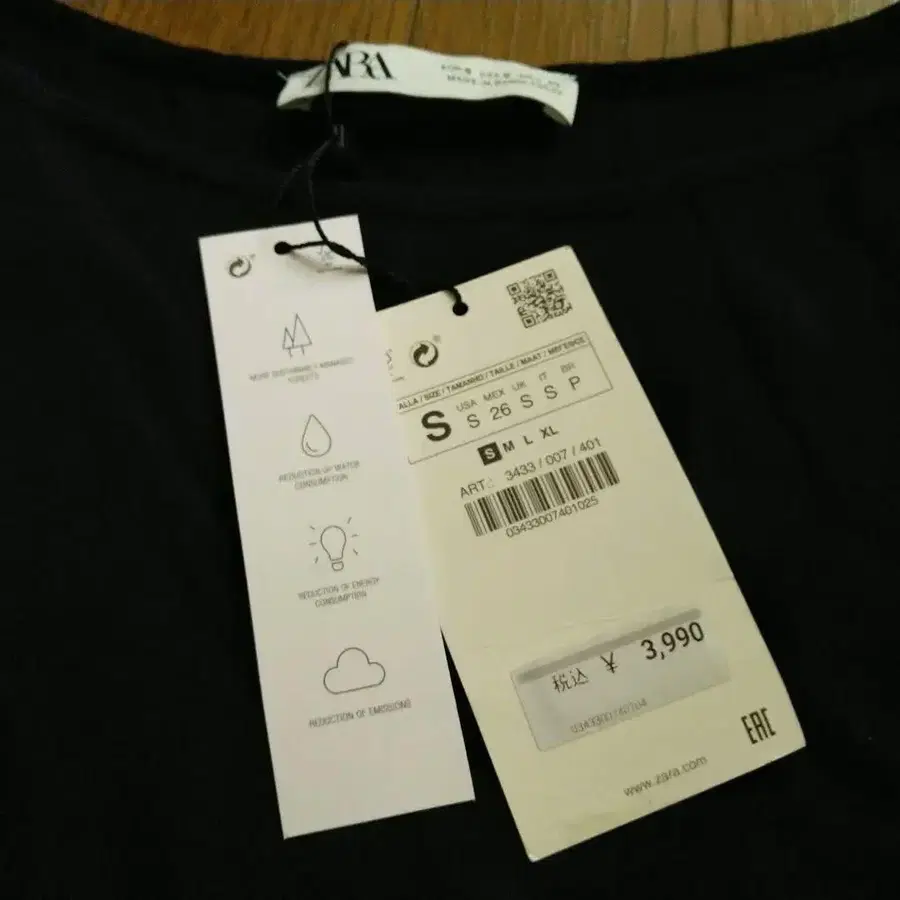 ZARA
MORE SUSTAINABLY MANAGED
FORESTS
REDUCTION OF WATER
CONSUMPTION
REDUCTION OF ENERGY
CONSUMPTION
REDUCTION OF EMISSIONS
ALLA / SIZE / TAMANHO / TAILLE / MAAT / MÉRETEK
S
USA MEX UK IT BR
S 26 S S P
S M L XL
ART.: 3433 / 007 / 401
03433007401025
税込 ¥ 3,990
EAC
www.zara.com